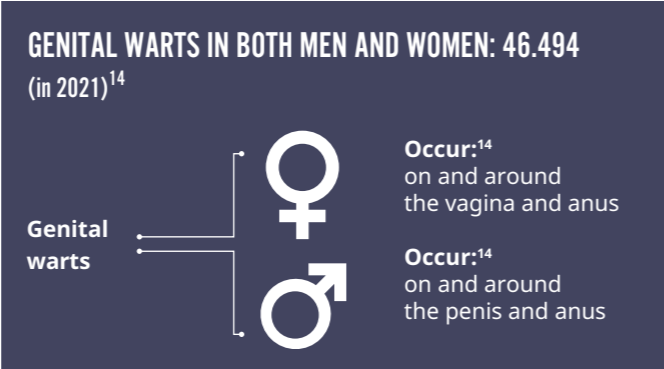 GENITAL WARTS IN BOTH MEN AND WOMEN: 46.494
(in 2021)14
Genital
warts
Occur:14
on and around
the vagina and anus
Occur:14
on and around
the penis and anus